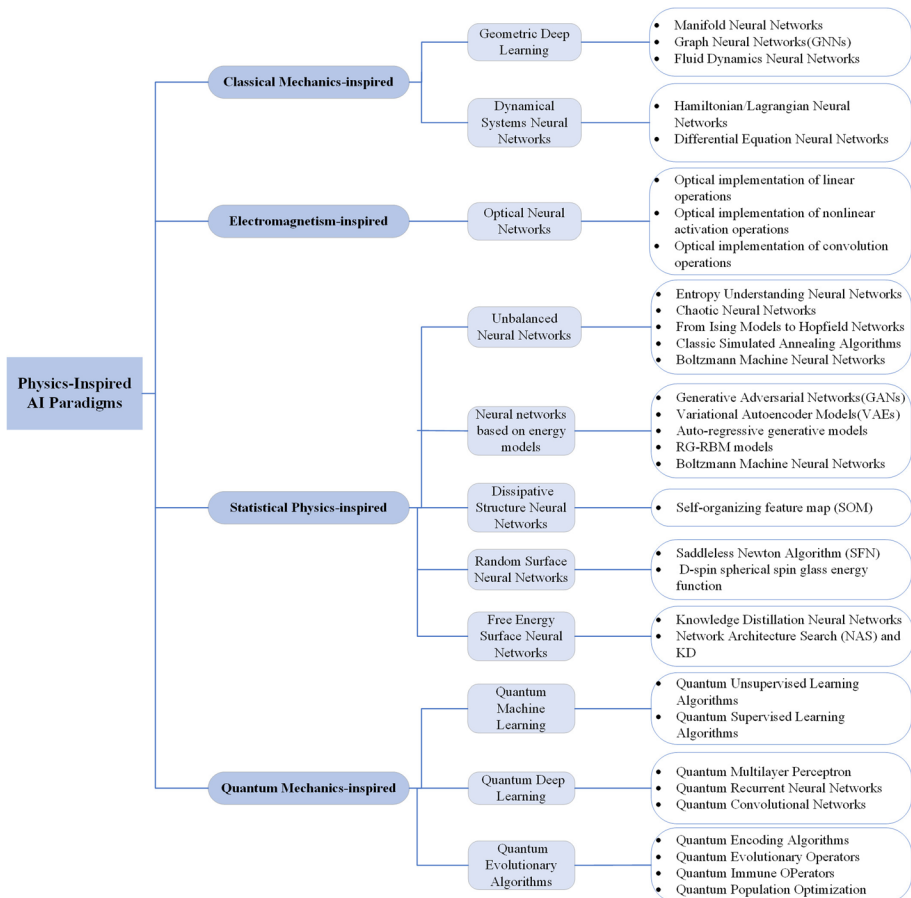 Physics-Inspired
AI Paradigms
Classical Mechanics-inspired
Geometric Deep
Learning
• Manifold Neural Networks
• Graph Neural Networks(GNNs)
• Fluid Dynamics Neural Networks
Dynamical
Systems Neural
Networks
• Hamiltonian/Lagrangian Neural
Networks
• Differential Equation Neural Networks
Electromagnetism-inspired
Optical Neural
Networks
• Optical implementation of linear
operations
• Optical implementation of nonlinear
activation operations
• Optical implementation of convolution
operations
Statistical Physics-inspired
Unbalanced
Neural Networks
• Entropy Understanding Neural Networks
• Chaotic Neural Networks
• From Ising Models to Hopfield Networks
• Classic Simulated Annealing Algorithms
• Boltzmann Machine Neural Networks
Neural networks
based on energy
models
• Generative Adversarial Networks(GANs)
• Variational Autoencoder Models(VAEs)
• Auto-regressive generative models
• RG-RBM models
• Boltzmann Machine Neural Networks
Dissipative
Structure Neural
Networks
• Self-organizing feature map (SOM)
Random Surface
Neural Networks
• Saddleless Newton Algorithm (SFN)
• D-spin spherical spin glass energy
function
Free Energy
Surface Neural
Networks
• Knowledge Distillation Neural Networks
• Network Architecture Search (NAS) and
KD
Quantum Mechanics-inspired
Quantum
Machine
Learning
• Quantum Unsupervised Learning
Algorithms
• Quantum Supervised Learning
Algorithms
Quantum Deep
Learning
• Quantum Multilayer Perceptron
• Quantum Recurrent Neural Networks
• Quantum Convolutional Networks
Quantum
Evolutionary
Algorithms
• Quantum Encoding Algorithms
• Quantum Evolutionary Operators
• Quantum Immune OPerators
• Quantum Population Optimization